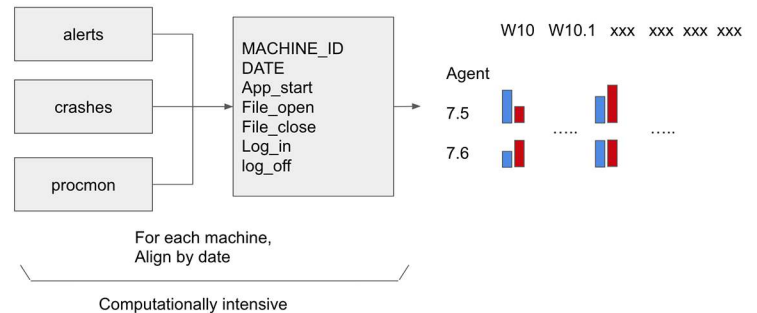 alerts
crashes
procmon
MACHINE_ID
DATE
App_start
File_open
File_close
Log_in
log_off
For each machine,
Align by date
Computationally intensive
W10 W10.1 xxx xxx xxx xxx
Agent
7.5
.....
.....
7.6